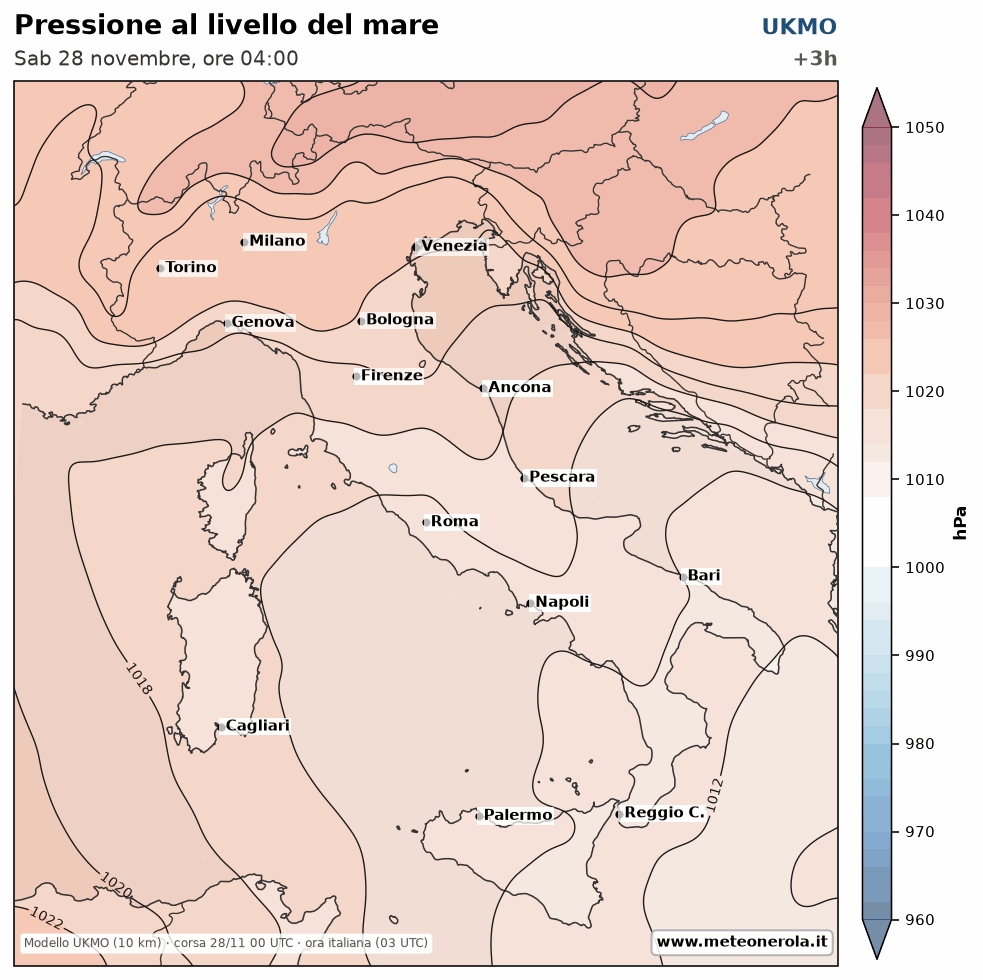 Pressione al livello del mare
UKMO
Sab 28 novembre, ore 04:00
+3h
1050
1040
1030
1020
1010
1000
990
980
970
960
hPa
Milano
Venezia
Torino
Genova
Bologna
Firenze
Ancona
Pescara
Roma
Bari
Napoli
1018
Cagliari
1012
Palermo
Reggio C.
1020
1022
Modello UKMO (10 km) · corsa 28/11 00 UTC · ora italiana (03 UTC)
www.meteonerola.it